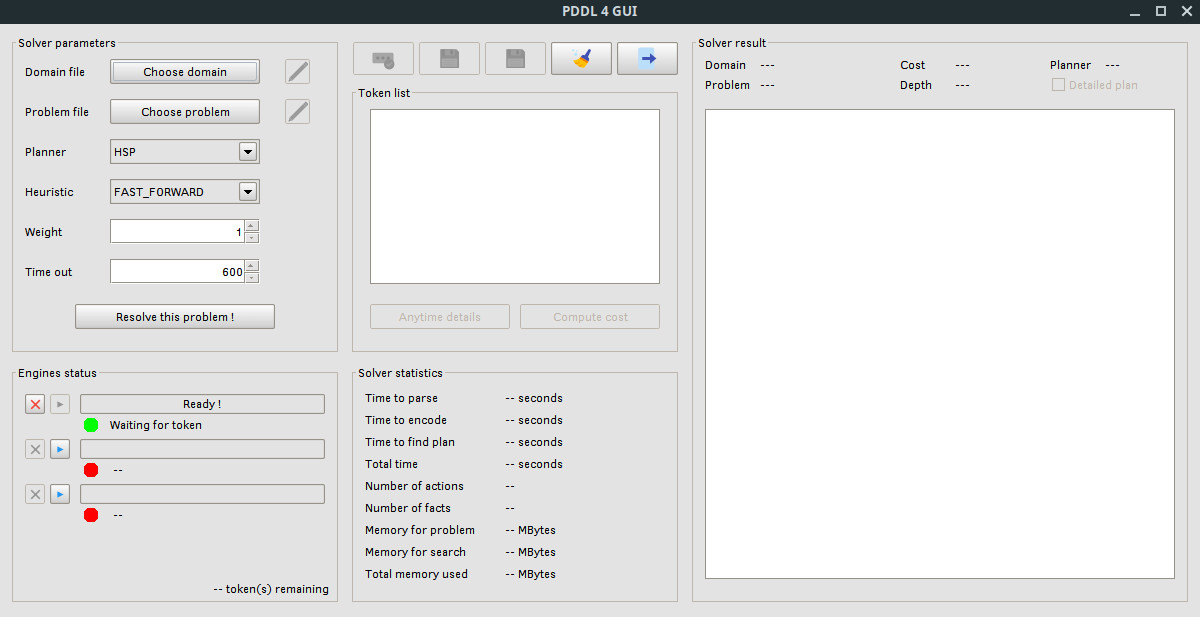 PDDL 4 GUI
Solver parameters
Domain file
Choose domain
Problem file
Choose problem
Planner
HSP
Heuristic
FAST_FORWARD
Weight
1
Time out
600
Resolve this problem !
Engines status
Ready !
Waiting for token
--
--
-- token(s) remaining
Token list
Anytime details
Compute cost
Solver statistics
Time to parse -- seconds
Time to encode -- seconds
Time to find plan -- seconds
Total time -- seconds
Number of actions --
Number of facts --
Memory for problem -- MBytes
Memory for search -- MBytes
Total memory used -- MBytes
Solver result
Domain --- Cost --- Planner ---
Problem --- Depth --- Detailed plan